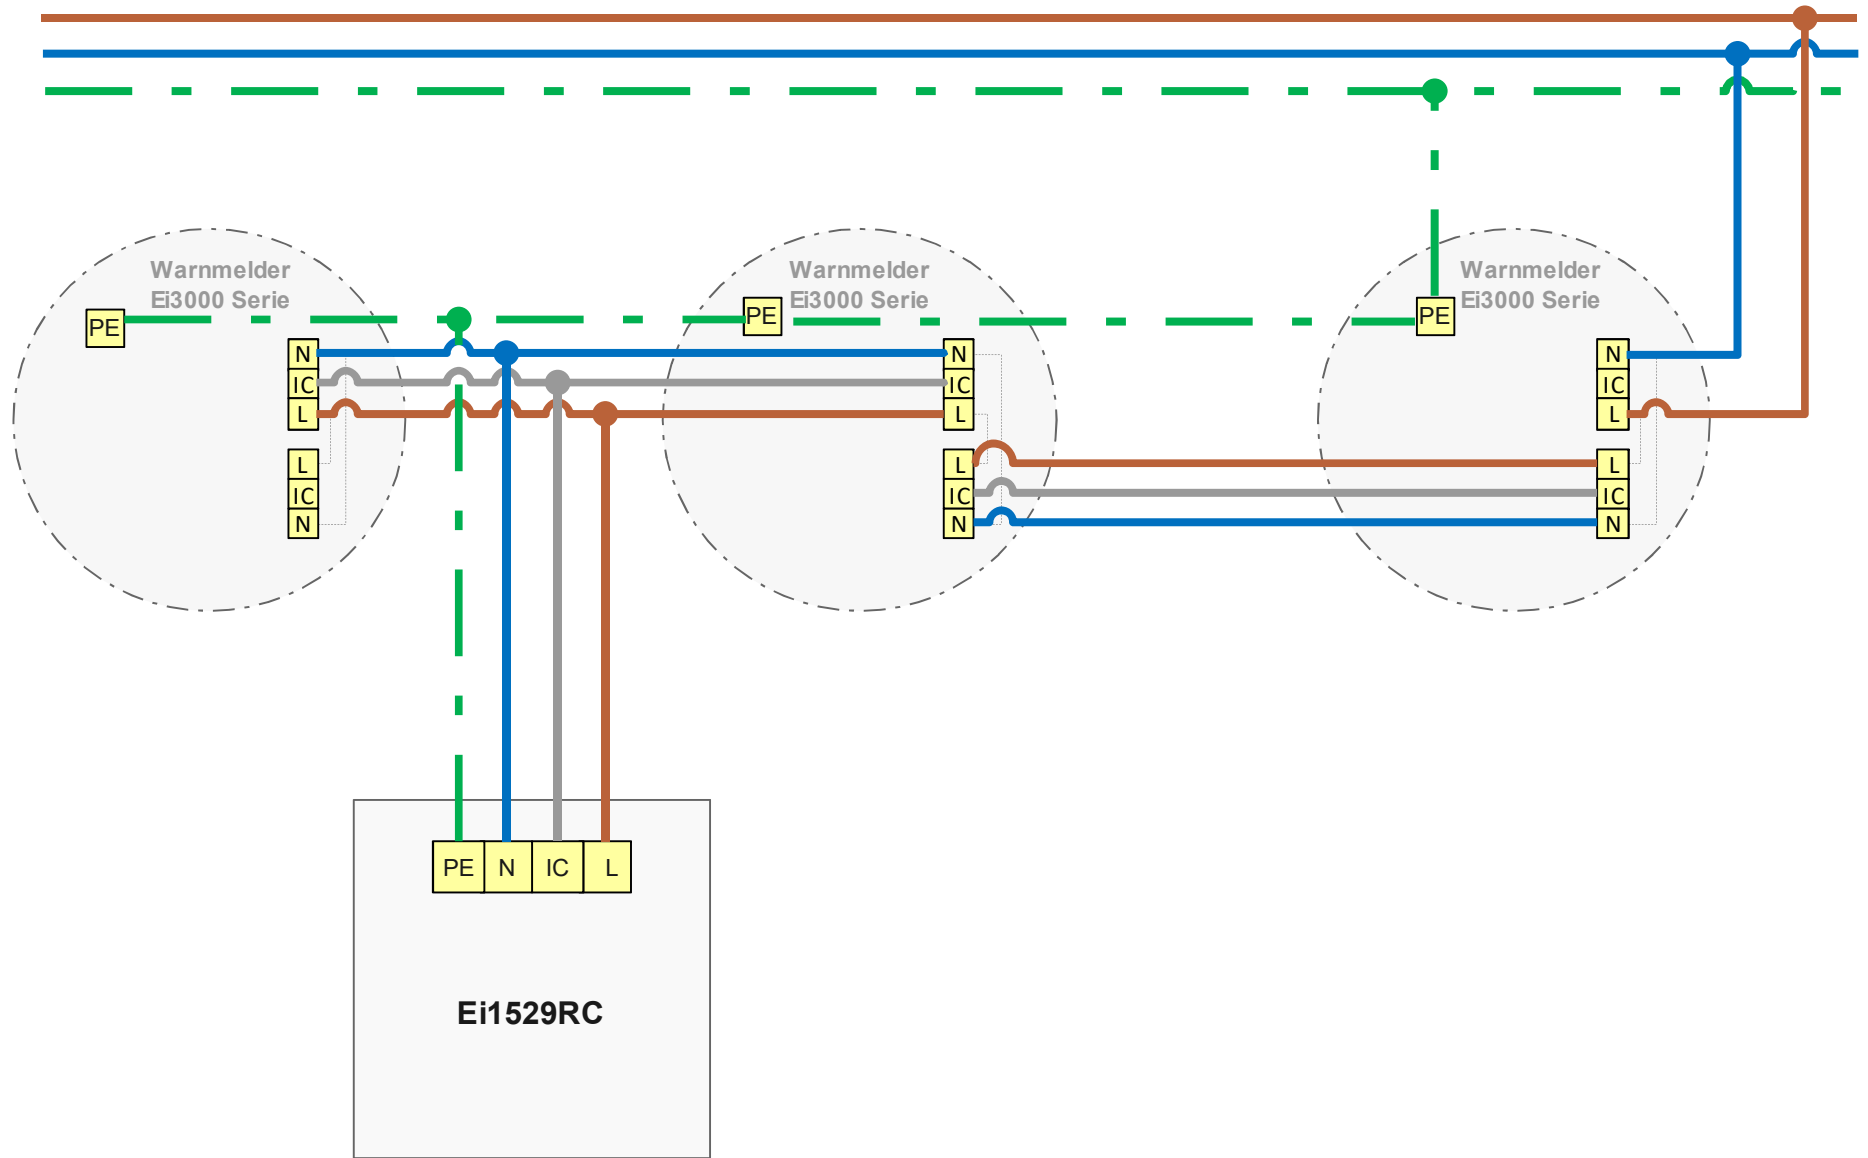 Warnmelder
Ei3000 Serie
PE
N
IC
L
L
IC
N
Warnmelder
Ei3000 Serie
PE
N
IC
L
L
IC
N
Warnmelder
Ei3000 Serie
PE
N
IC
L
L
IC
N
PE N IC L
Ei1529RC